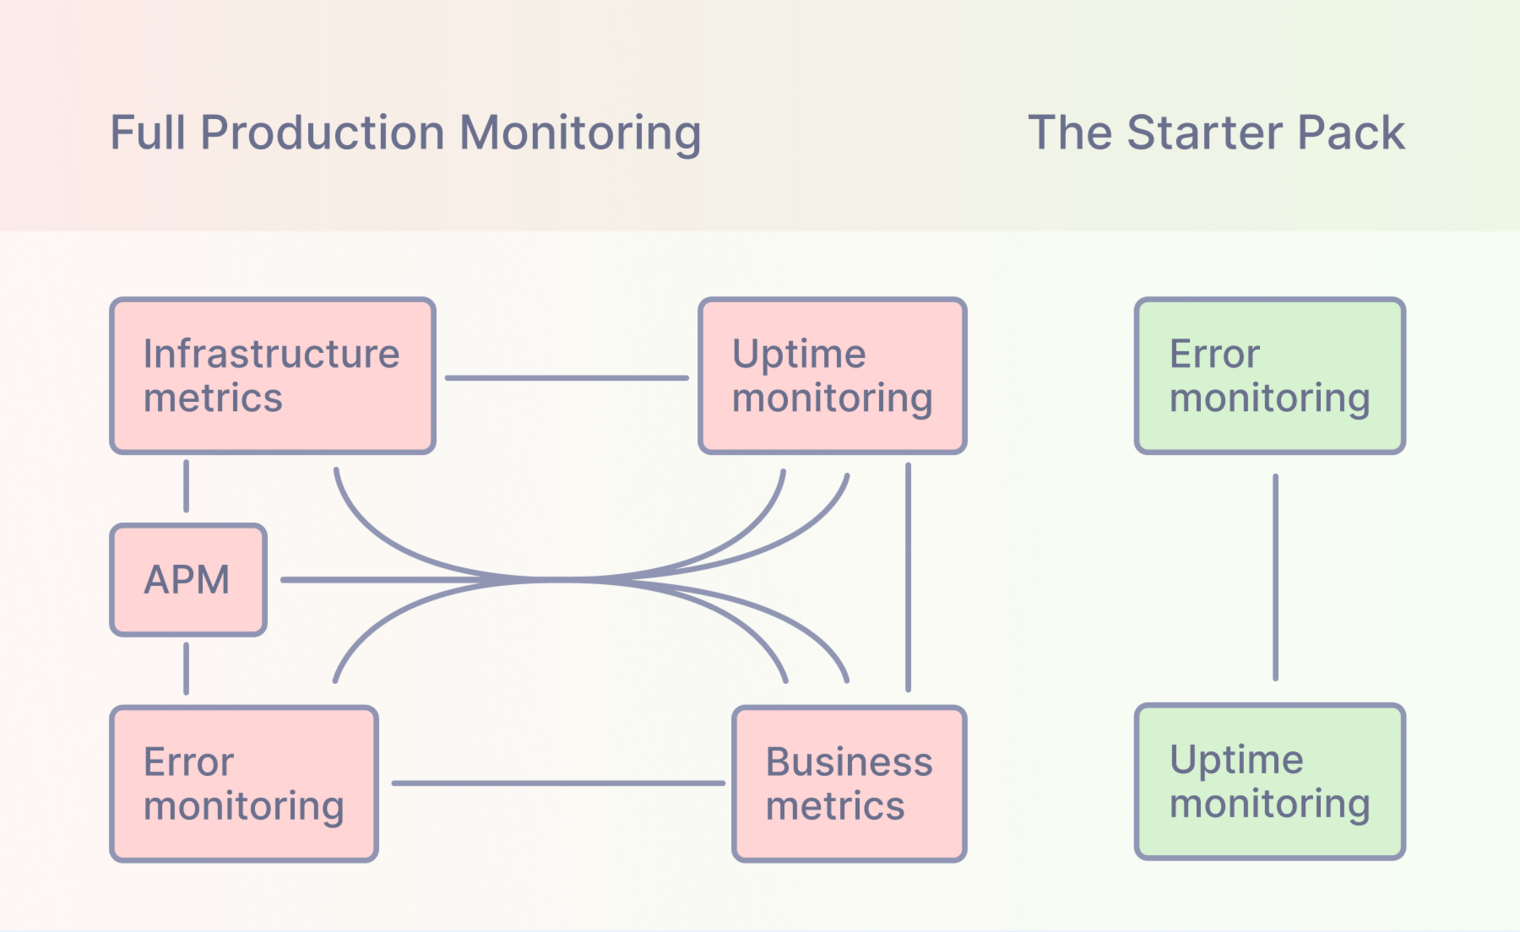 Full Production Monitoring
The Starter Pack
Infrastructure
metrics
Uptime
monitoring
Error
monitoring
APM
Error
monitoring
Business
metrics
Uptime
monitoring